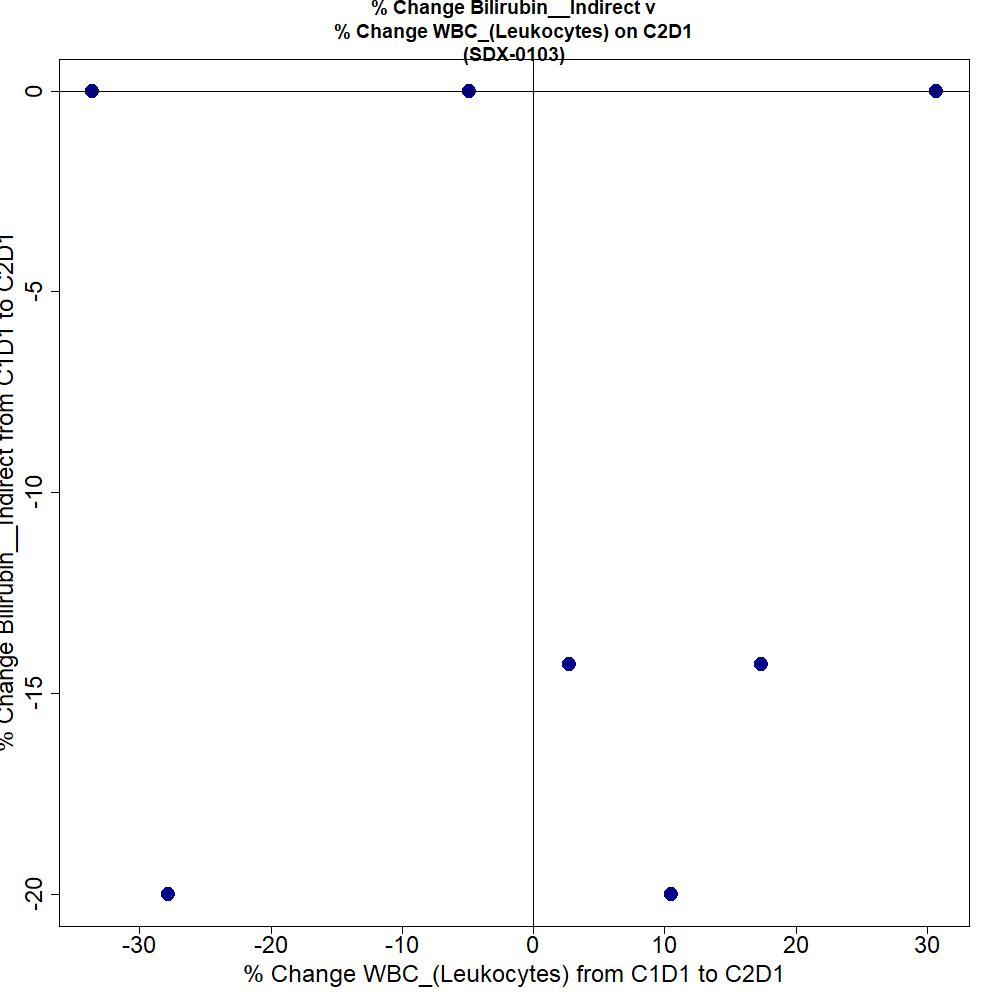 % Change Bilirubin__Indirect v
% Change WBC_(Leukocytes) on C2D1
(SDX-0103)
% Change Bilirubin__Indirect from C1D1 to C2D1
0
-5
-10
-15
-20
-30
-20
-10
0
10
20
30
% Change WBC_(Leukocytes) from C1D1 to C2D1